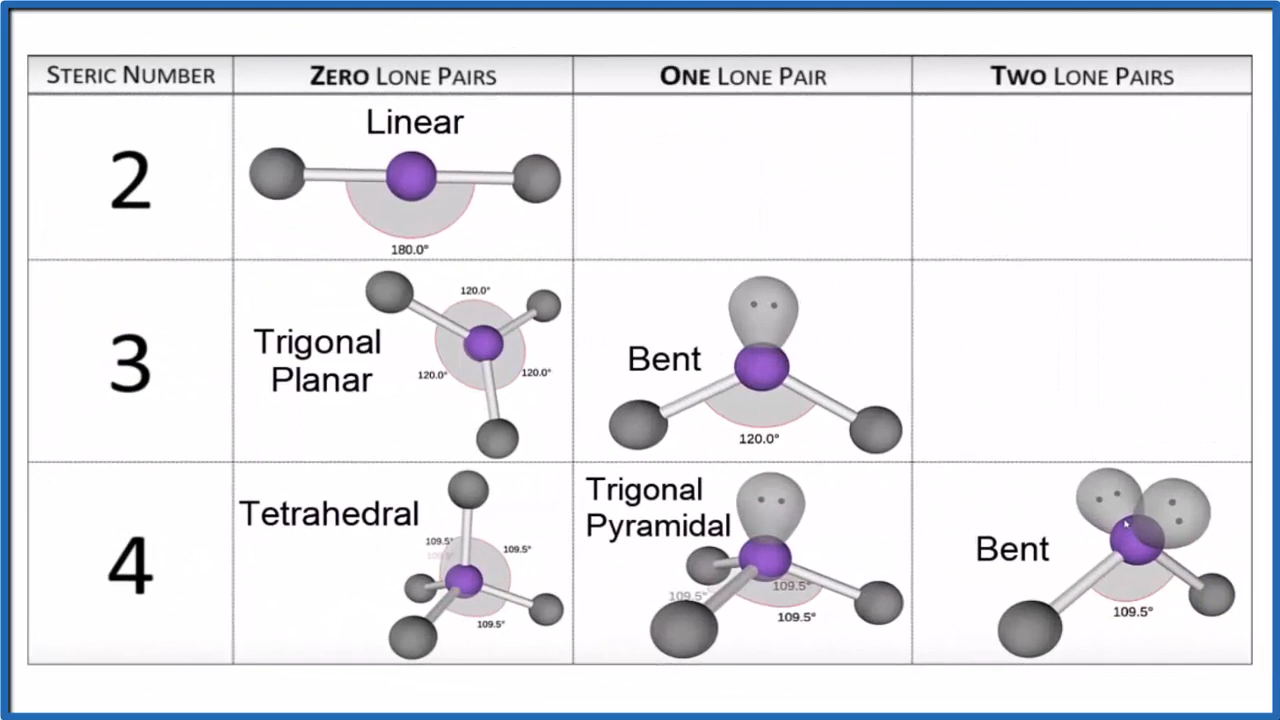 STERIC NUMBER
ZERO LONE PAIRS
ONE LONE PAIR
TWO LONE PAIRS
2
Linear
180.0°
3
Trigonal
Planar
120.0°
120.0°
120.0°
Bent
120.0°
4
Tetrahedral
109.5°
109.5°
109.5°
Trigonal
Pyramidal
109.5°
109.5°
109.5°
Bent
109.5°